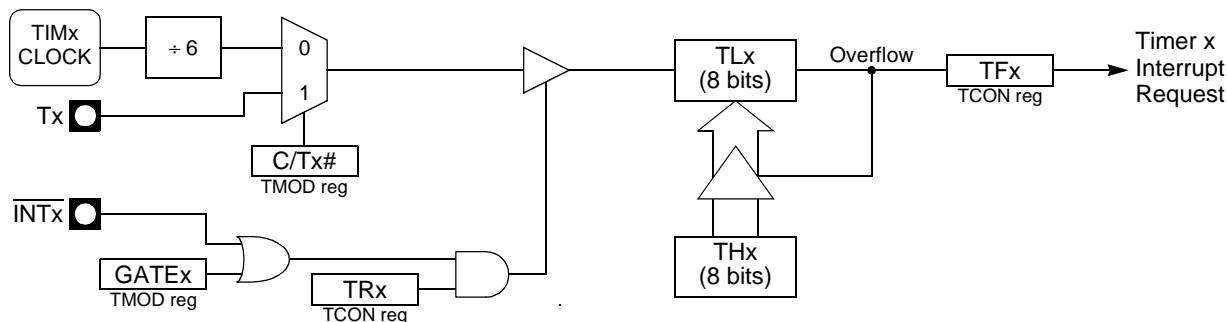 TIMx
CLOCK
÷ 6
0
1
Tx
C/Tx#
TMOD reg
TLx
(8 bits)
Overflow
TFx
TCON reg
Timer x
Interrupt
Request
INTx
GATEx
TMOD reg
TRx
TCON reg
THx
(8 bits)